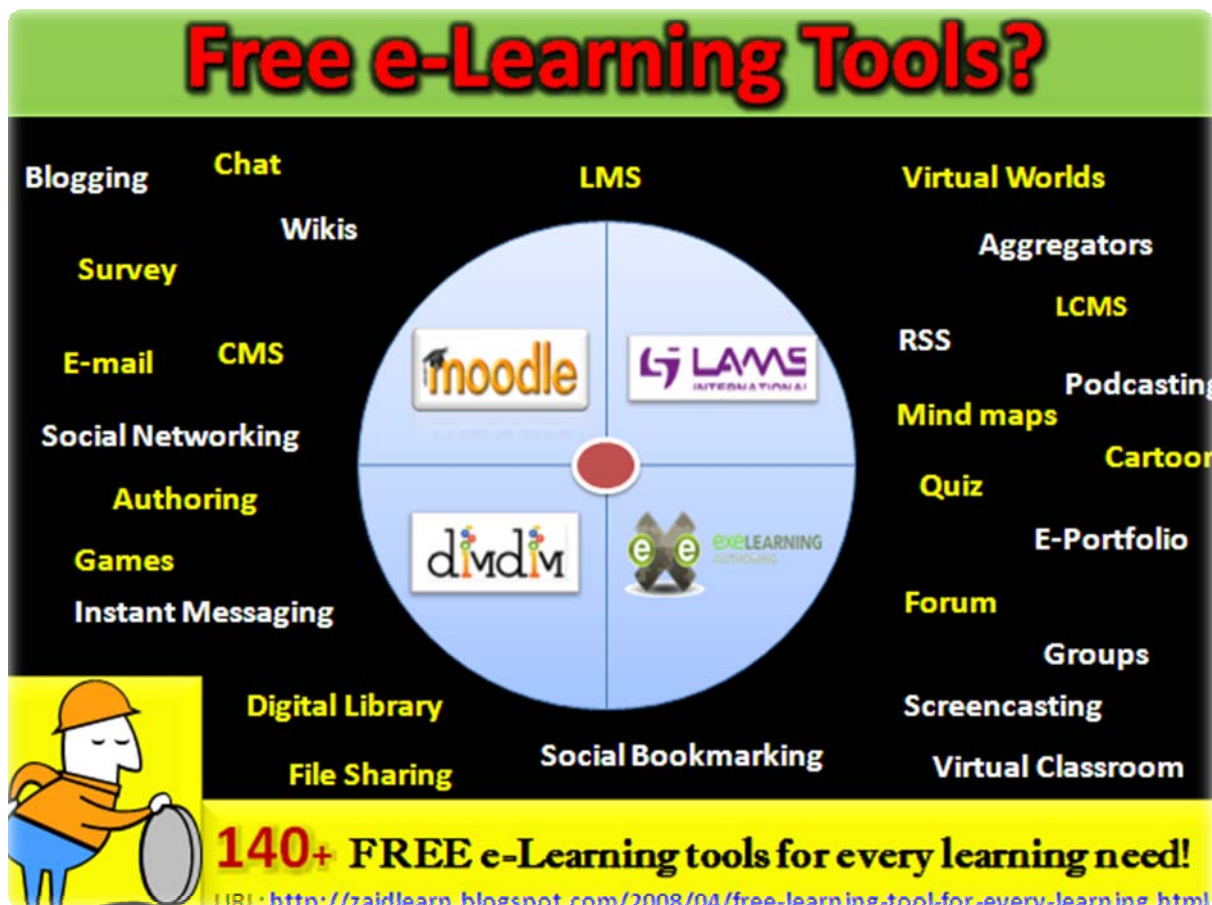 Free e-Learning Tools?
Blogging
Chat
Wikis
Survey
E-mail
CMS
Social Networking
Authoring
Games
Instant Messaging
Digital Library
File Sharing
LMS
moodle
LAMS
INTERNATIONAL
dimdim
eXe
eXeLEARNING
AUTHORING
Social Bookmarking
Virtual Worlds
Aggregators
LCMS
RSS
Podcasting
Mind maps
Cartoon
Quiz
E-Portfolio
Forum
Groups
Screencasting
Virtual Classroom
140+ FREE e-Learning tools for every learning need!
URL: http://zaidlearn.blogspot.com/2008/04/free-learning-tool-for-every-learning.html